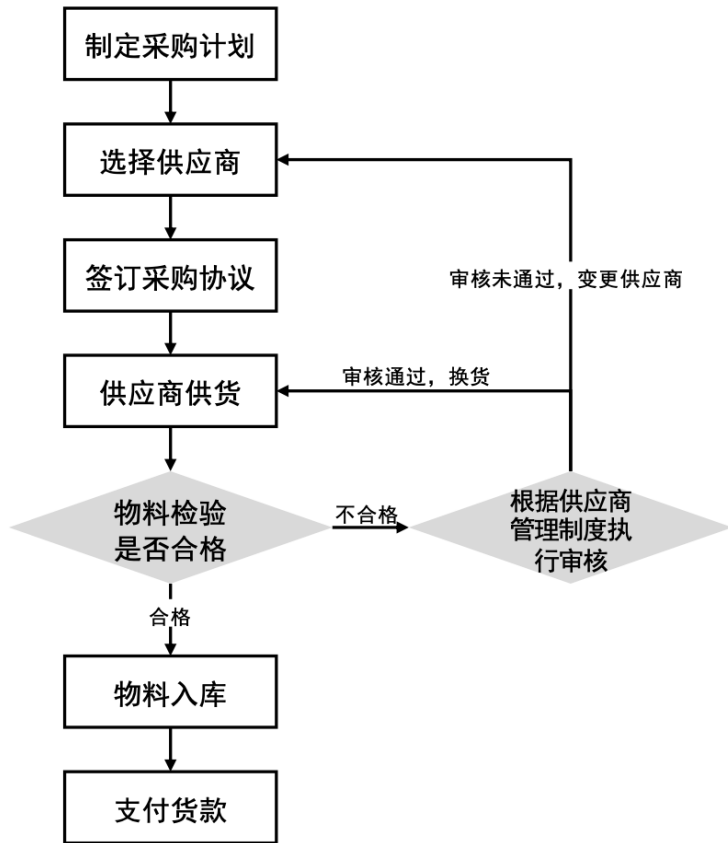 制定采购计划
选择供应商
签订采购协议
审核未通过，变更供应商
审核通过，换货
供应商供货
物料检验
是否合格
不合格
根据供应商
管理制度执
行审核
合格
物料入库
支付货款